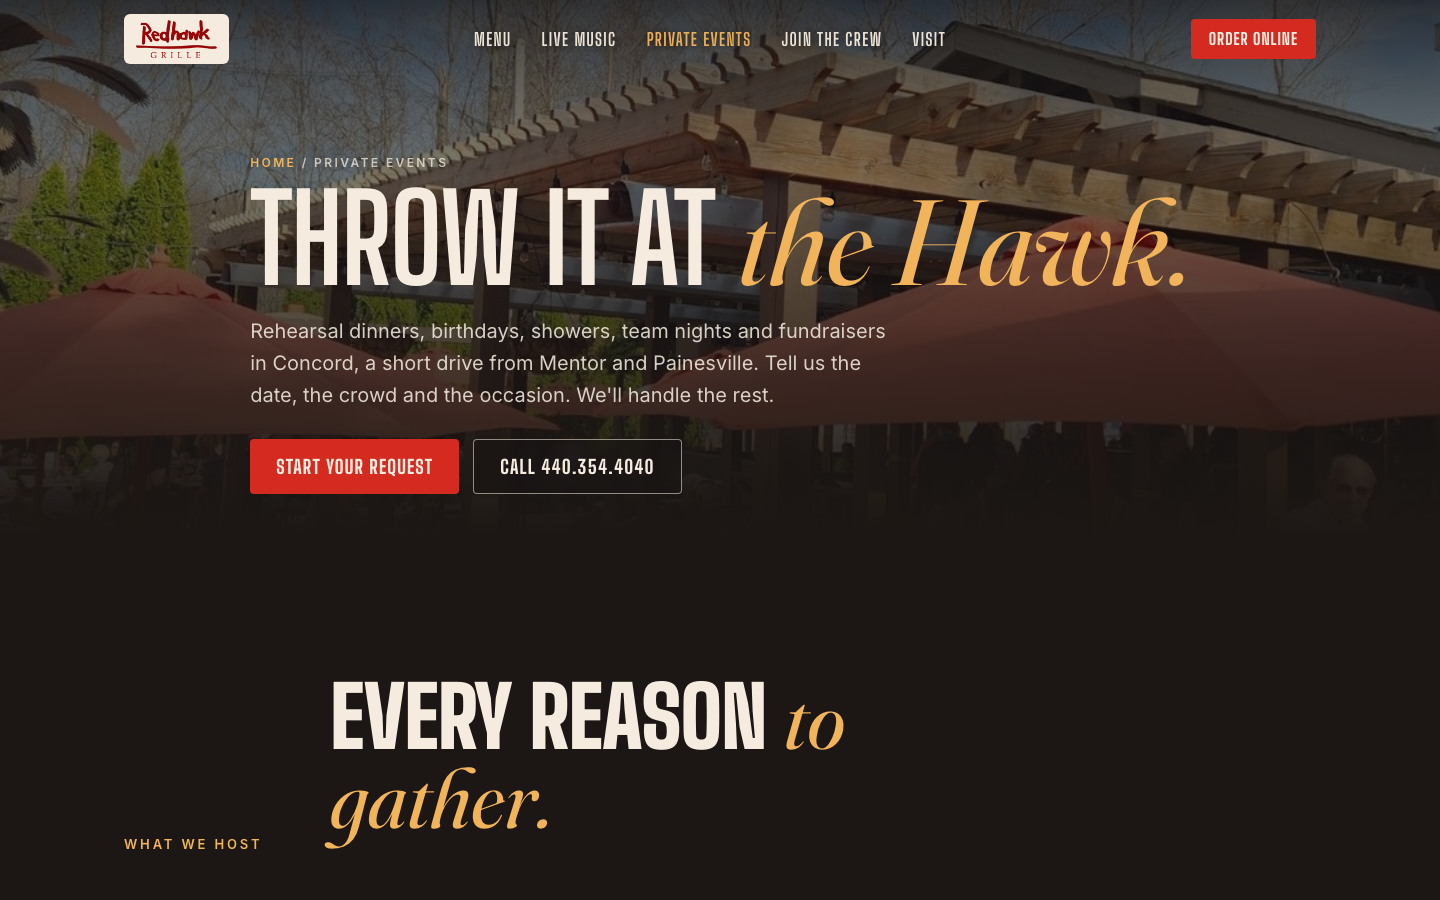 Redhawk
GRILLE
MENU
LIVE MUSIC
PRIVATE EVENTS
JOIN THE CREW
VISIT
ORDER ONLINE
HOME / PRIVATE EVENTS
THROW IT AT the Hawk.
Rehearsal dinners, birthdays, showers, team nights and fundraisers
in Concord, a short drive from Mentor and Painesville. Tell us the
date, the crowd and the occasion. We'll handle the rest.
START YOUR REQUEST
CALL 440.354.4040
EVERY REASON to
gather.
WHAT WE HOST